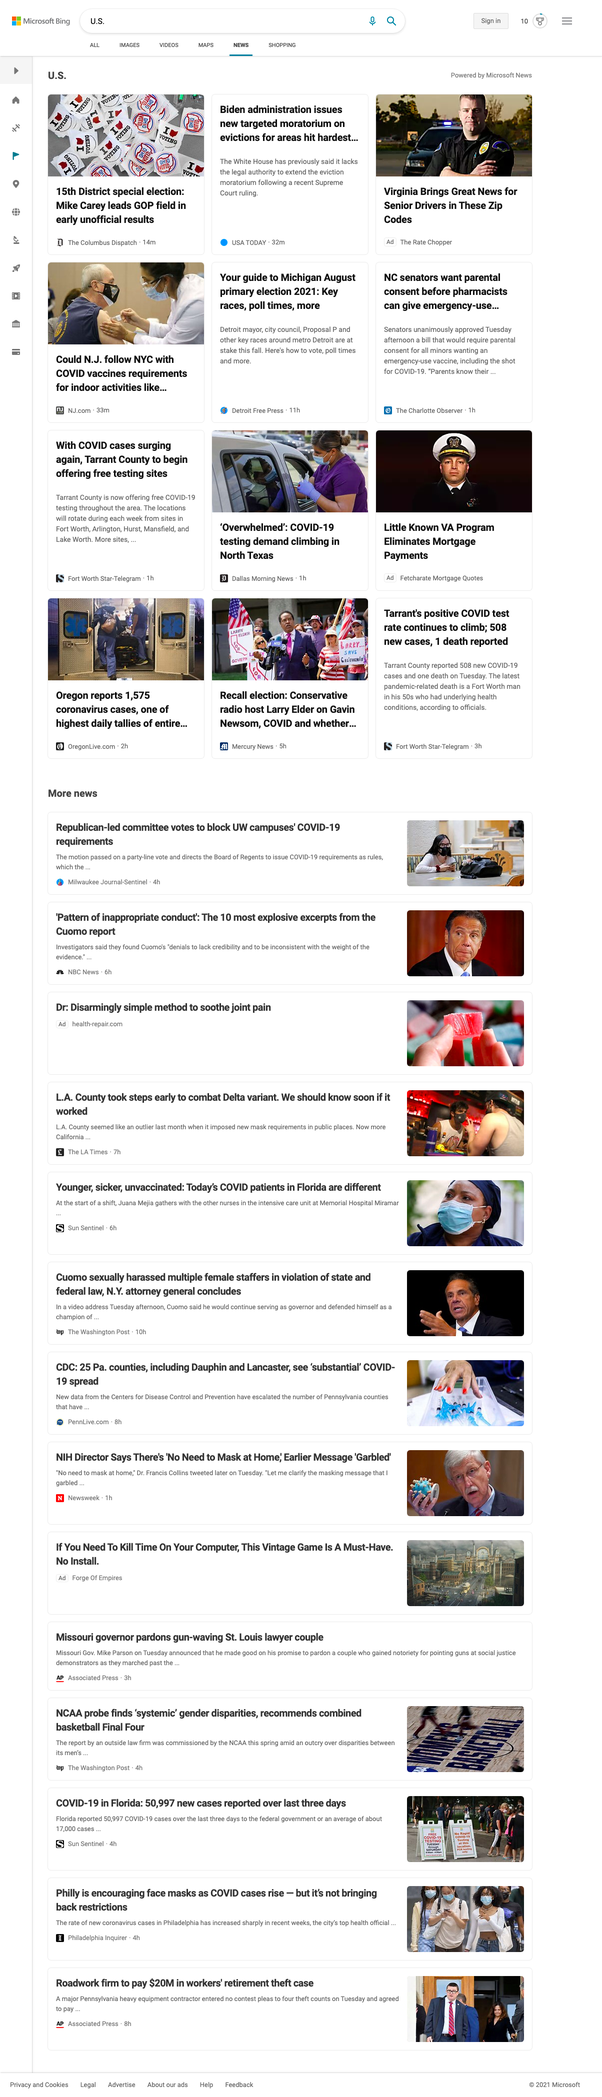 Microsoft Bing
U.S.
Sign in
10
ALL
IMAGES
VIDEOS
MAPS
NEWS
SHOPPING
U.S.
Powered by Microsoft News
15th District special election:
Mike Carey leads GOP field in
early unofficial results
The Columbus Dispatch · 14m
Biden administration issues
new targeted moratorium on
evictions for areas hit hardest...
The White House has previously said it lacks
the legal authority to extend the eviction
moratorium following a recent Supreme
Court ruling.
USA TODAY · 32m
Virginia Brings Great News for
Senior Drivers in These Zip
Codes
Ad The Rate Chopper
Could N.J. follow NYC with
COVID vaccines requirements
for indoor activities like...
NJ.com · 33m
Your guide to Michigan August
primary election 2021: Key
races, poll times, more
Detroit mayor, city council, Proposal P and
other key races around metro Detroit are at
stake this fall. Here's how to vote, poll times
and more.
Detroit Free Press · 11h
NC senators want parental
consent before pharmacists
can give emergency-use...
Senators unanimously approved Tuesday
afternoon a bill that would require parental
consent for all minors wanting an
emergency-use vaccine, including the shot
for COVID-19. "Parents know their ...
The Charlotte Observer · 1h
With COVID cases surging
again, Tarrant County to begin
offering free testing sites
Tarrant County is now offering free COVID-19
testing throughout the area. The locations
will rotate during each week from sites in
Fort Worth, Arlington, Hurst, Mansfield, and
Lake Worth. More sites, ...
Fort Worth Star-Telegram · 1h
'Overwhelmed': COVID-19
testing demand climbing in
North Texas
Dallas Morning News · 1h
Little Known VA Program
Eliminates Mortgage
Payments
Ad Fetcharate Mortgage Quotes
Oregon reports 1,575
coronavirus cases, one of
highest daily tallies of entire...
OregonLive.com · 2h
Recall election: Conservative
radio host Larry Elder on Gavin
Newsom, COVID and whether...
Mercury News · 5h
Tarrant's positive COVID test
rate continues to climb; 508
new cases, 1 death reported
Tarrant County reported 508 new COVID-19
cases and one death on Tuesday. The latest
pandemic-related death is a Fort Worth man
in his 50s who had underlying health
conditions, according to officials.
Fort Worth Star-Telegram · 3h
More news
Republican-led committee votes to block UW campuses' COVID-19
requirements
The motion passed on a party-line vote and directs the Board of Regents to issue COVID-19 requirements as rules,
which the ...
Milwaukee Journal-Sentinel · 4h
'Pattern of inappropriate conduct': The 10 most explosive excerpts from the
Cuomo report
Investigators said they found Cuomo's "denials to lack credibility and to be inconsistent with the weight of the
evidence." ...
NBC News · 6h
Dr: Disarmingly simple method to soothe joint pain
Ad health-repair.com
L.A. County took steps early to combat Delta variant. We should know soon if it
worked
L.A. County seemed like an outlier last month when it imposed new mask requirements in public places. Now more
California ...
The LA Times · 7h
Younger, sicker, unvaccinated: Today's COVID patients in Florida are different
At the start of a shift, Juana Mejia gathers with the other nurses in the intensive care unit at Memorial Hospital Miramar
...
Sun Sentinel · 6h
Cuomo sexually harassed multiple female staffers in violation of state and
federal law, N.Y. attorney general concludes
In a video address Tuesday afternoon, Cuomo said he would continue serving as governor and defended himself as a
champion of ...
The Washington Post · 10h
CDC: 25 Pa. counties, including Dauphin and Lancaster, see 'substantial' COVID-
19 spread
New data from the Centers for Disease Control and Prevention have escalated the number of Pennsylvania counties
that have ...
PennLive.com · 8h
NIH Director Says There's 'No Need to Mask at Home,' Earlier Message 'Garbled'
"No need to mask at home," Dr. Francis Collins tweeted later on Tuesday. "Let me clarify the masking message that I
garbled ...
Newsweek · 1h
If You Need To Kill Time On Your Computer, This Vintage Game Is A Must-Have.
No Install.
Ad Forge Of Empires
Missouri governor pardons gun-waving St. Louis lawyer couple
Missouri Gov. Mike Parson on Tuesday announced that he made good on his promise to pardon a couple who gained notoriety for pointing guns at social justice
demonstrators as they marched past the ...
Associated Press · 3h
NCAA probe finds 'systemic' gender disparities, recommends combined
basketball Final Four
The report by an outside law firm was commissioned by the NCAA this spring amid an outcry over disparities between
its men's ...
The Washington Post · 4h
COVID-19 in Florida: 50,997 new cases reported over last three days
Florida reported 50,997 COVID-19 cases over the last three days to the federal government or an average of about
17,000 cases ...
Sun Sentinel · 4h
Philly is encouraging face masks as COVID cases rise — but it's not bringing
back restrictions
The rate of new coronavirus cases in Philadelphia has increased sharply in recent weeks, the city's top health official ...
Philadelphia Inquirer · 4h
Roadwork firm to pay $20M in workers' retirement theft case
A major Pennsylvania heavy equipment contractor entered no contest pleas to four theft counts on Tuesday and agreed
to pay ...
Associated Press · 8h
Privacy and Cookies
Legal
Advertise
About our ads
Help
Feedback
© 2021 Microsoft